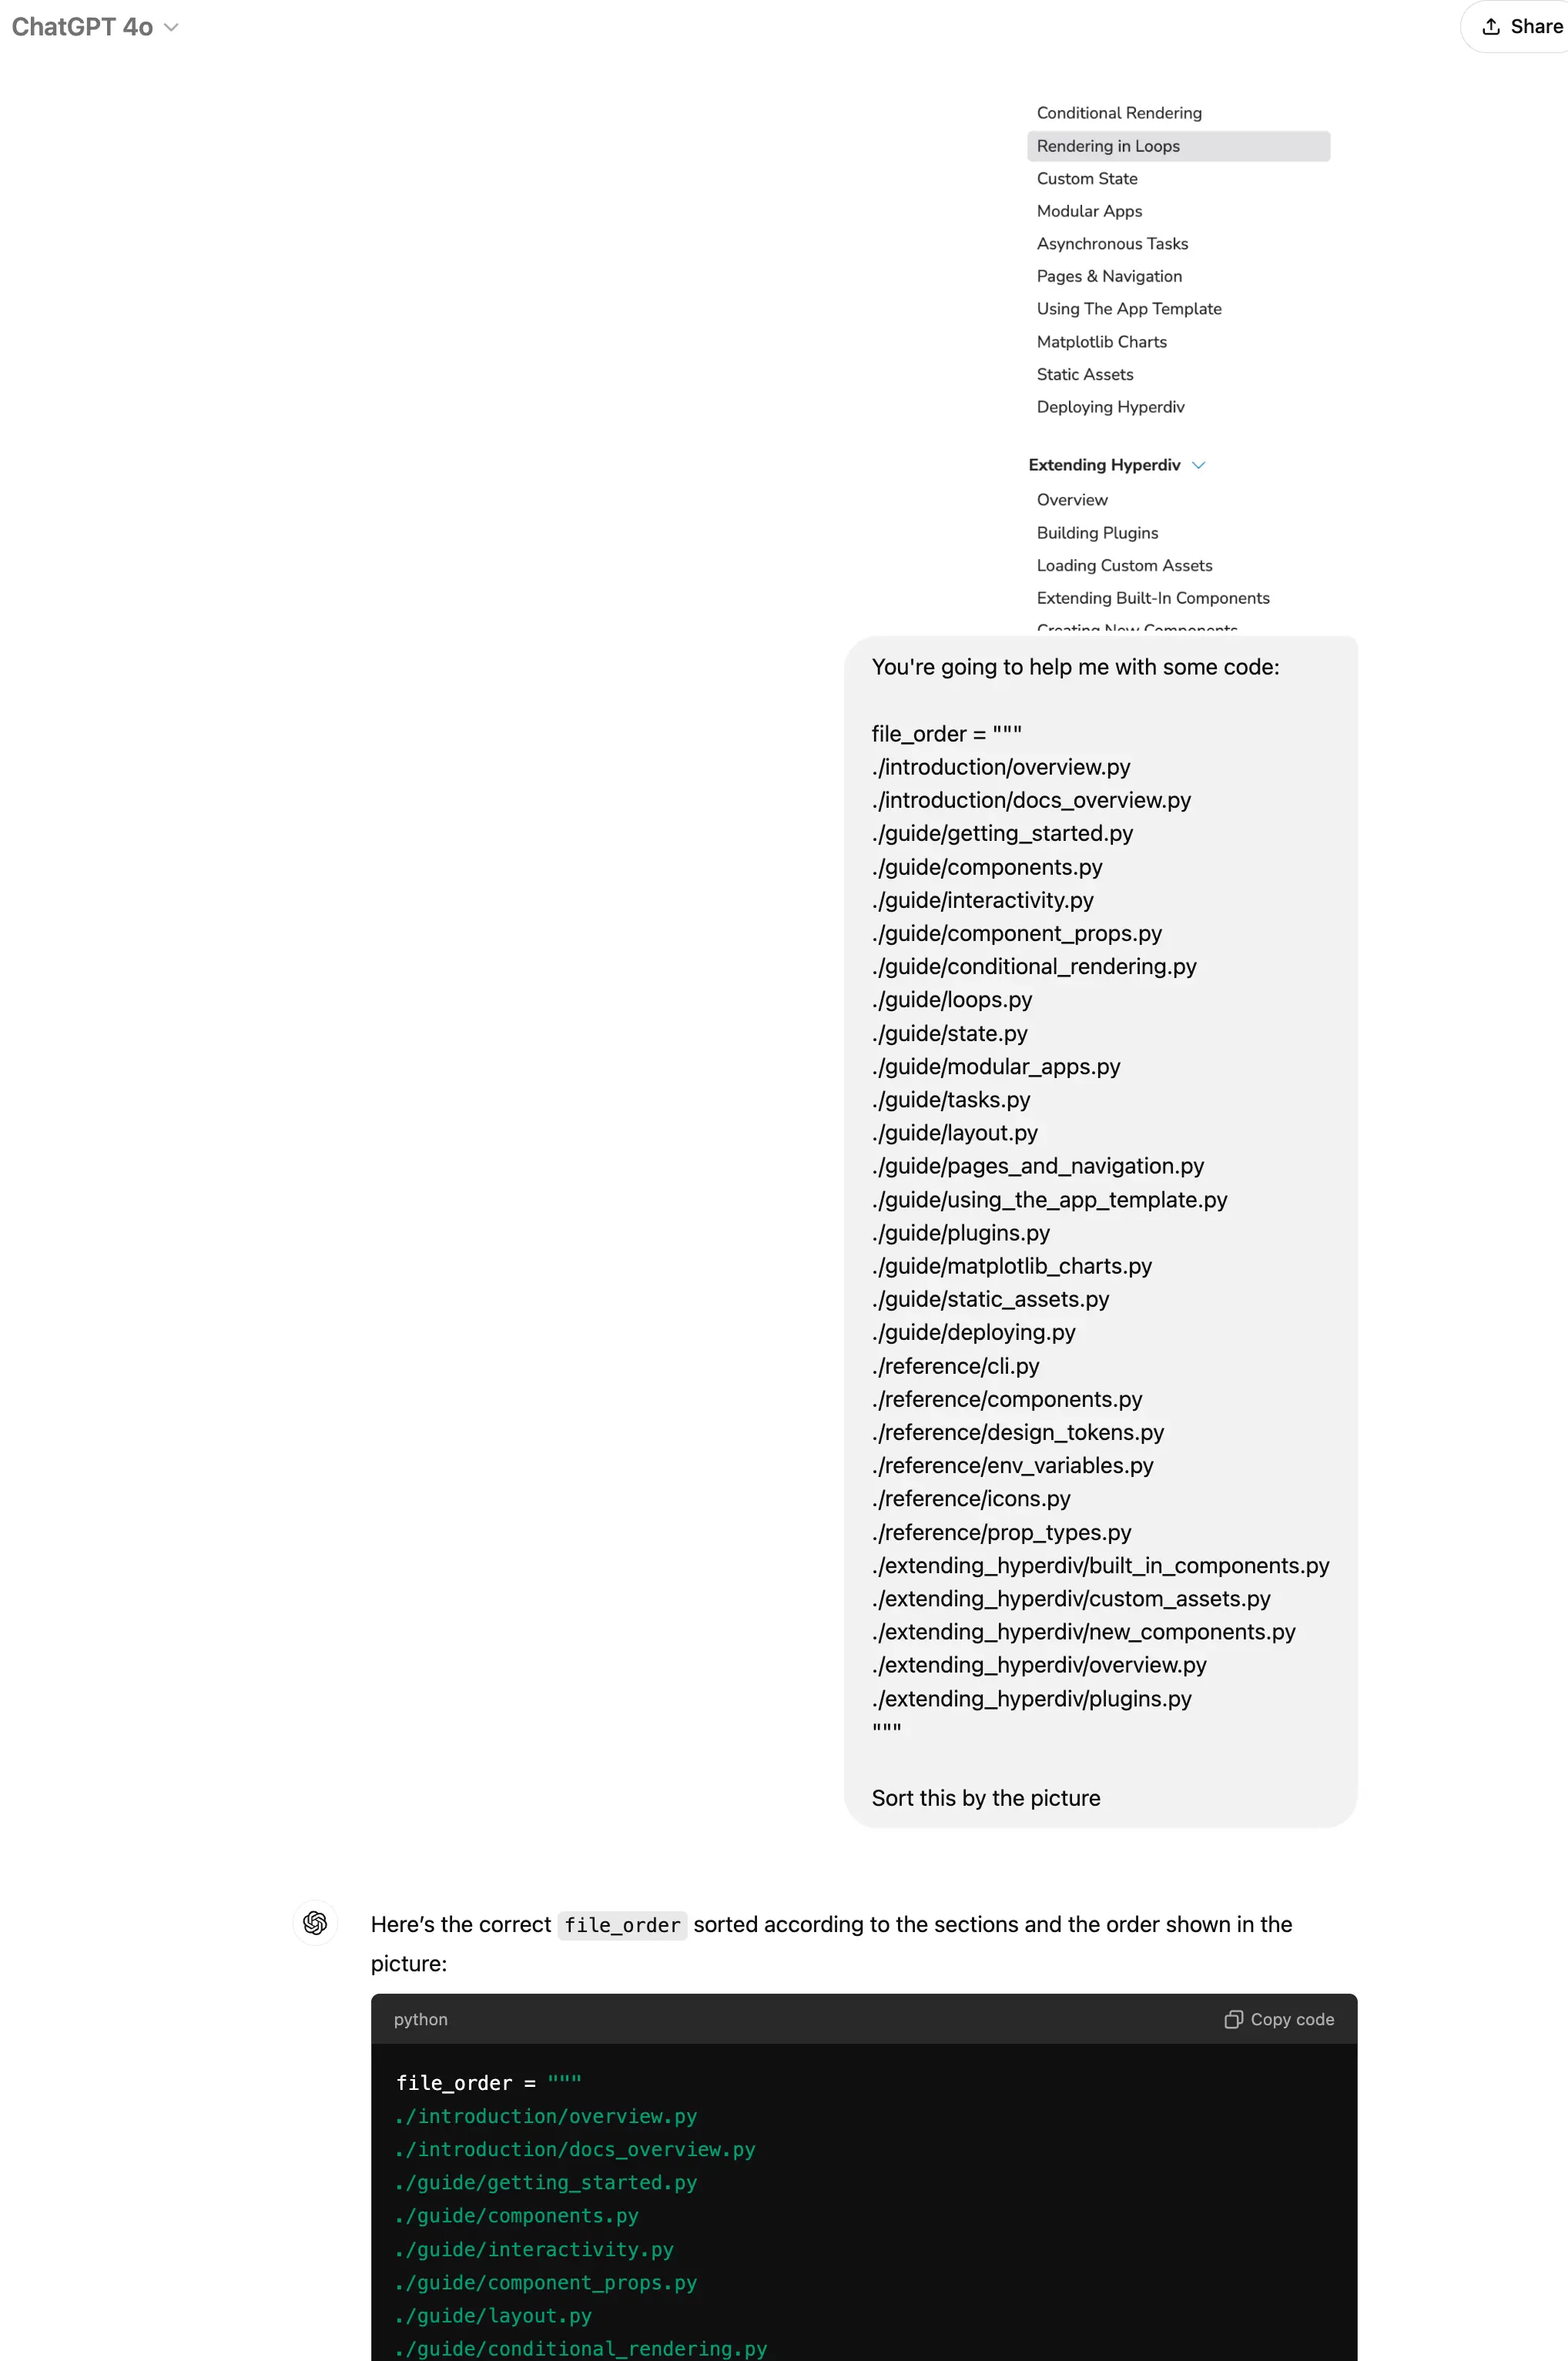 ChatGPT 4o
Share
Conditional Rendering
Rendering in Loops
Custom State
Modular Apps
Asynchronous Tasks
Pages & Navigation
Using The App Template
Matplotlib Charts
Static Assets
Deploying Hyperdiv
Extending Hyperdiv
Overview
Building Plugins
Loading Custom Assets
Extending Built-In Components
Creating New Components
You're going to help me with some code:
file_order = """
./introduction/overview.py
./introduction/docs_overview.py
./guide/getting_started.py
./guide/components.py
./guide/interactivity.py
./guide/component_props.py
./guide/conditional_rendering.py
./guide/loops.py
./guide/state.py
./guide/modular_apps.py
./guide/tasks.py
./guide/layout.py
./guide/pages_and_navigation.py
./guide/using_the_app_template.py
./guide/plugins.py
./guide/matplotlib_charts.py
./guide/static_assets.py
./guide/deploying.py
./reference/cli.py
./reference/components.py
./reference/design_tokens.py
./reference/env_variables.py
./reference/icons.py
./reference/prop_types.py
./extending_hyperdiv/built_in_components.py
./extending_hyperdiv/custom_assets.py
./extending_hyperdiv/new_components.py
./extending_hyperdiv/overview.py
./extending_hyperdiv/plugins.py
"""
Sort this by the picture
Here’s the correct file_order sorted according to the sections and the order shown in the
picture:
python
Copy code
file_order = """
./introduction/overview.py
./introduction/docs_overview.py
./guide/getting_started.py
./guide/components.py
./guide/interactivity.py
./guide/component_props.py
./guide/layout.py
./guide/conditional_rendering.py